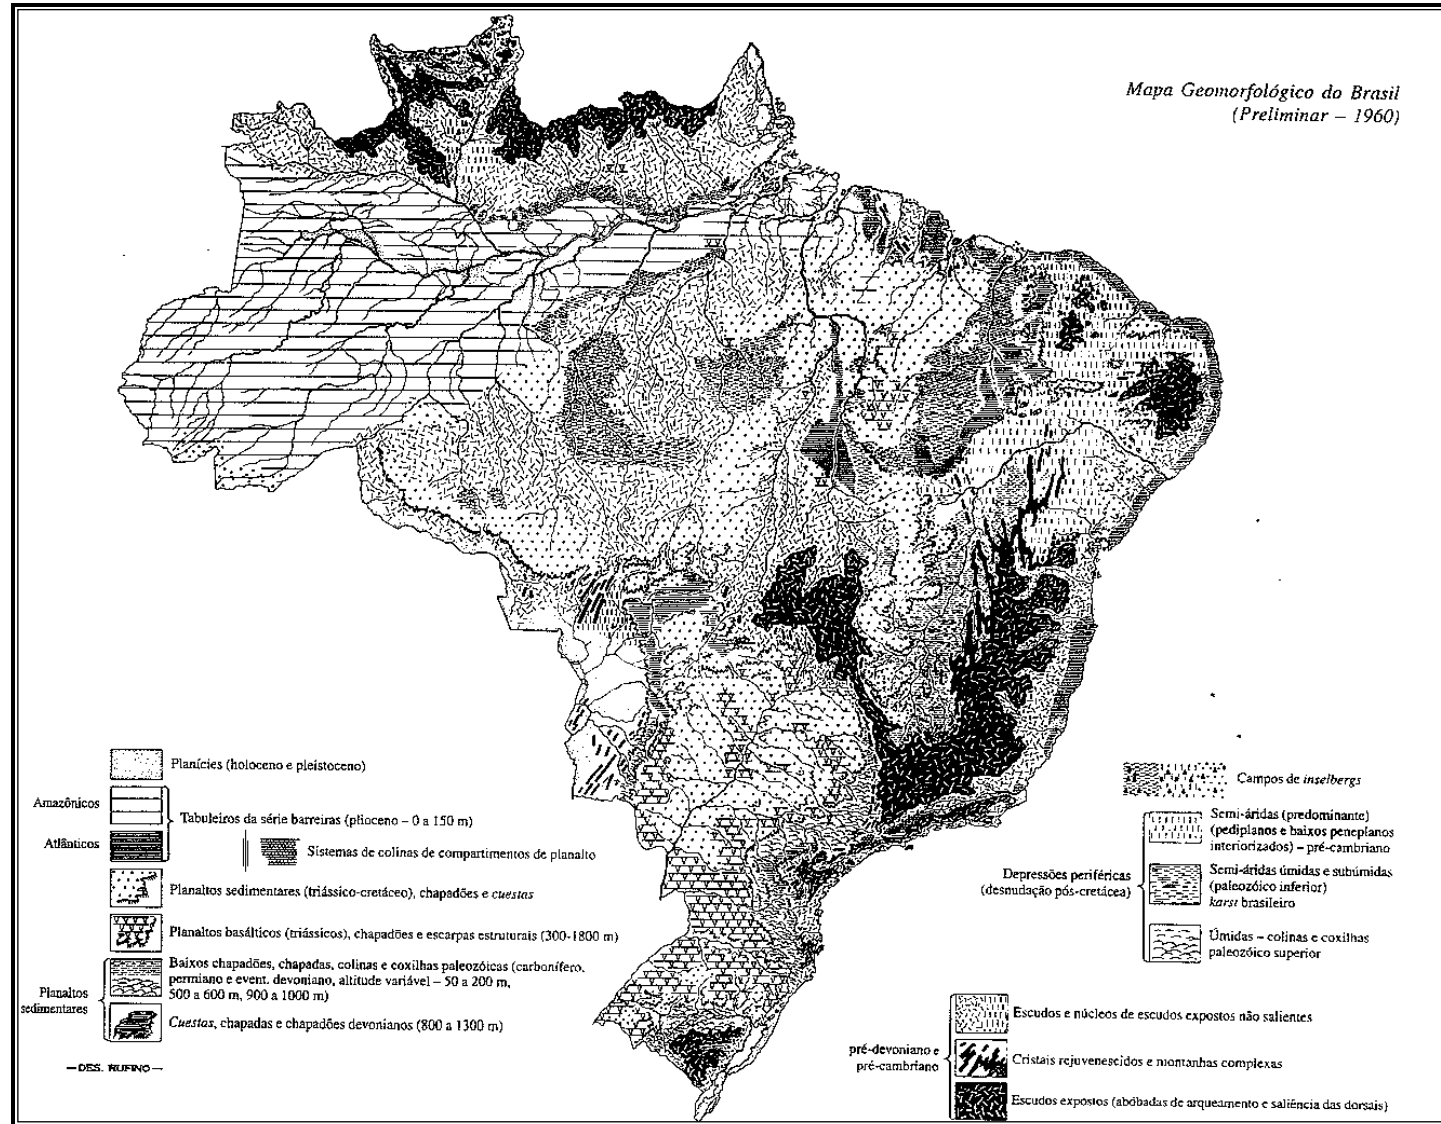 Mapa Geomorfológico do Brasil
(Preliminar – 1960)
Planícies (holoceno e pleistoceno)
Amazônicos
Atlânticos
Tabuleiros da série barreiras (plioceno – 0 a 150 m)
Sistemas de colinas de compartimentos de planalto
Planaltos sedimentares (triássico-cretáceo), chapadões e cuestas
Planaltos basálticos (triássicos), chapadões e escarpas estruturais (300-1800 m)
Planaltos
sedimentares
Baixos chapadões, chapadas, colinas e coxilhas paleozóicas (carbonífero,
permiano e event. devoniano, altitude variável – 50 a 200 m,
500 a 600 m, 900 a 1000 m)
Cuestas, chapadas e chapadões devonianos (800 a 1300 m)
—DES. RUFINO—
Campos de inselbergs
Depressões periféricas
(desnudação pós-cretácea)
Semi-áridas (predominante)
(pediplanos e baixos peneplanos
interiorizados) – pré-cambriano
Semi-áridas úmidas e subúmidas
(paleozóico inferior)
karst brasileiro
Úmidas – colinas e coxilhas
paleozóico superior
pré-devoniano e
pré-cambriano
Escudos e núcleos de escudos expostos não salientes
Cristais rejuvenescidos e montanhas complexas
Escudos expostos (abóbadas de arqueamento e saliência das dorsais)